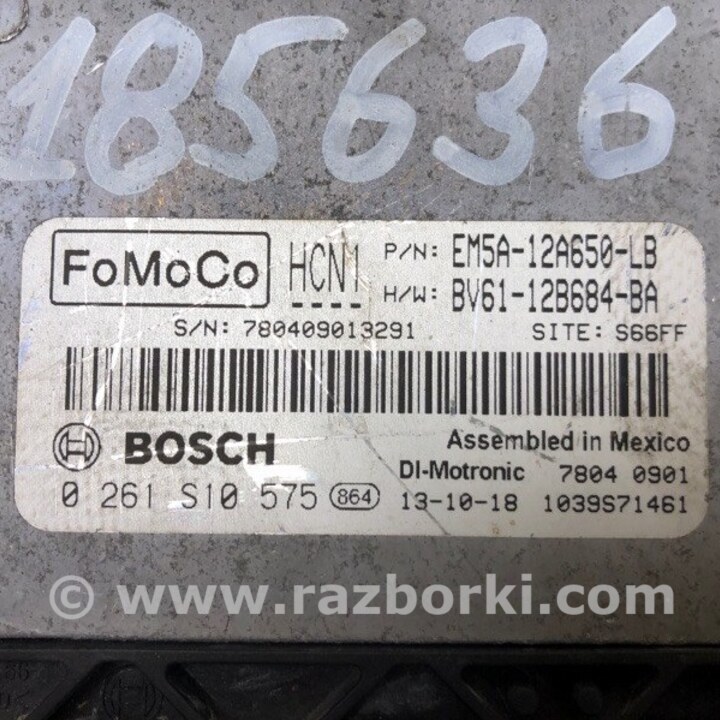 185636
FoMoCo HCN1 P/N: EM5A-12A650-LB
H/W: BV61-12B684-BA
S/N: 780409013291 SITE: S66FF
BOSCH Assembled in Mexico
DI-Motronic 7804 0901
0 261 S10 575 864 13-10-18 1039S71461
© www.razborki.com